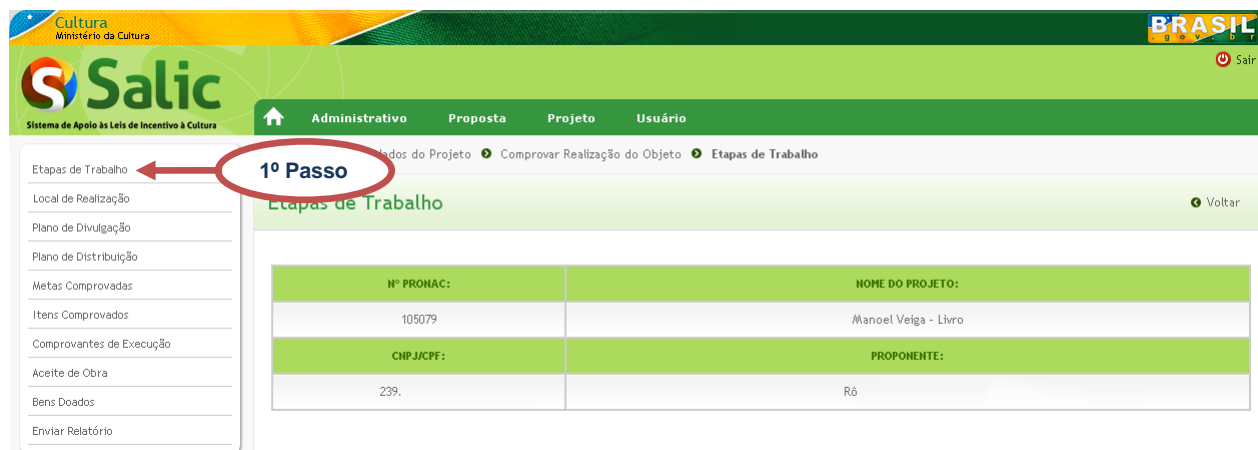 Cultura
Ministério da Cultura
BRASIL
.gov.br
Salic
Sistema de Apoio às Leis de Incentivo à Cultura
Sair
Administrativo Proposta Projeto Usuário
do Projeto Comprovar Realização do Objeto Etapas de Trabalho
1º Passo
Etapas de Trabalho
Voltar
Etapas de Trabalho
Local de Realização
Plano de Divulgação
Plano de Distribuição
Metas Comprovadas
Itens Comprovados
Comprovantes de Execução
Aceite de Obra
Bens Doados
Enviar Relatório
Nº PRONAC: NOME DO PROJETO:
105079 Manoel Veiga - Livro
CNPJ/CPF: PROPONENTE:
239. Rô